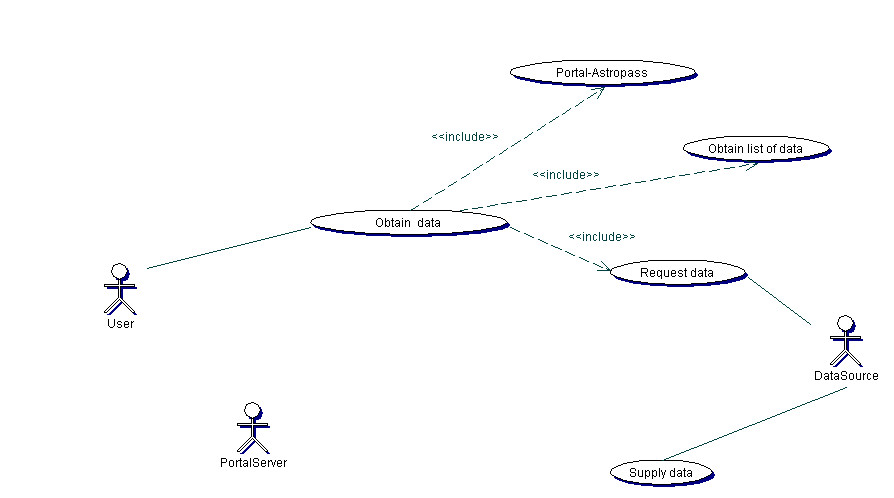 Portal-Astropass
<<include>>
Obtain list of data
<<include>>
Obtain data
<<include>>
Request data
User
DataSource
PortalServer
Supply data